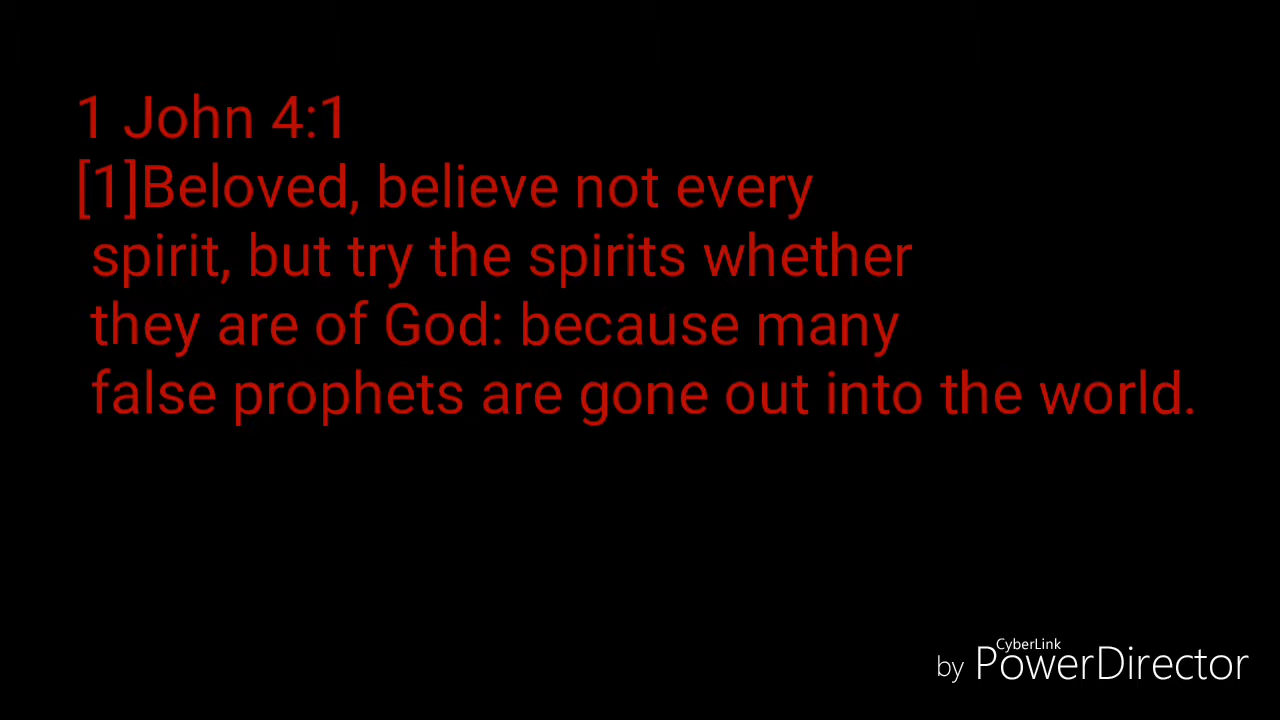 1 John 4:1
[1]Beloved, believe not every
spirit, but try the spirits whether
they are of God: because many
false prophets are gone out into the world.
CyberLink
by PowerDirector